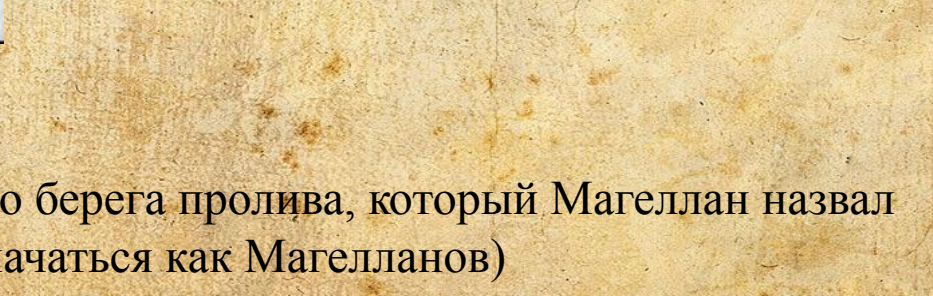 о берега пролива, который Магеллан назвал
ачаться как Магелланов)